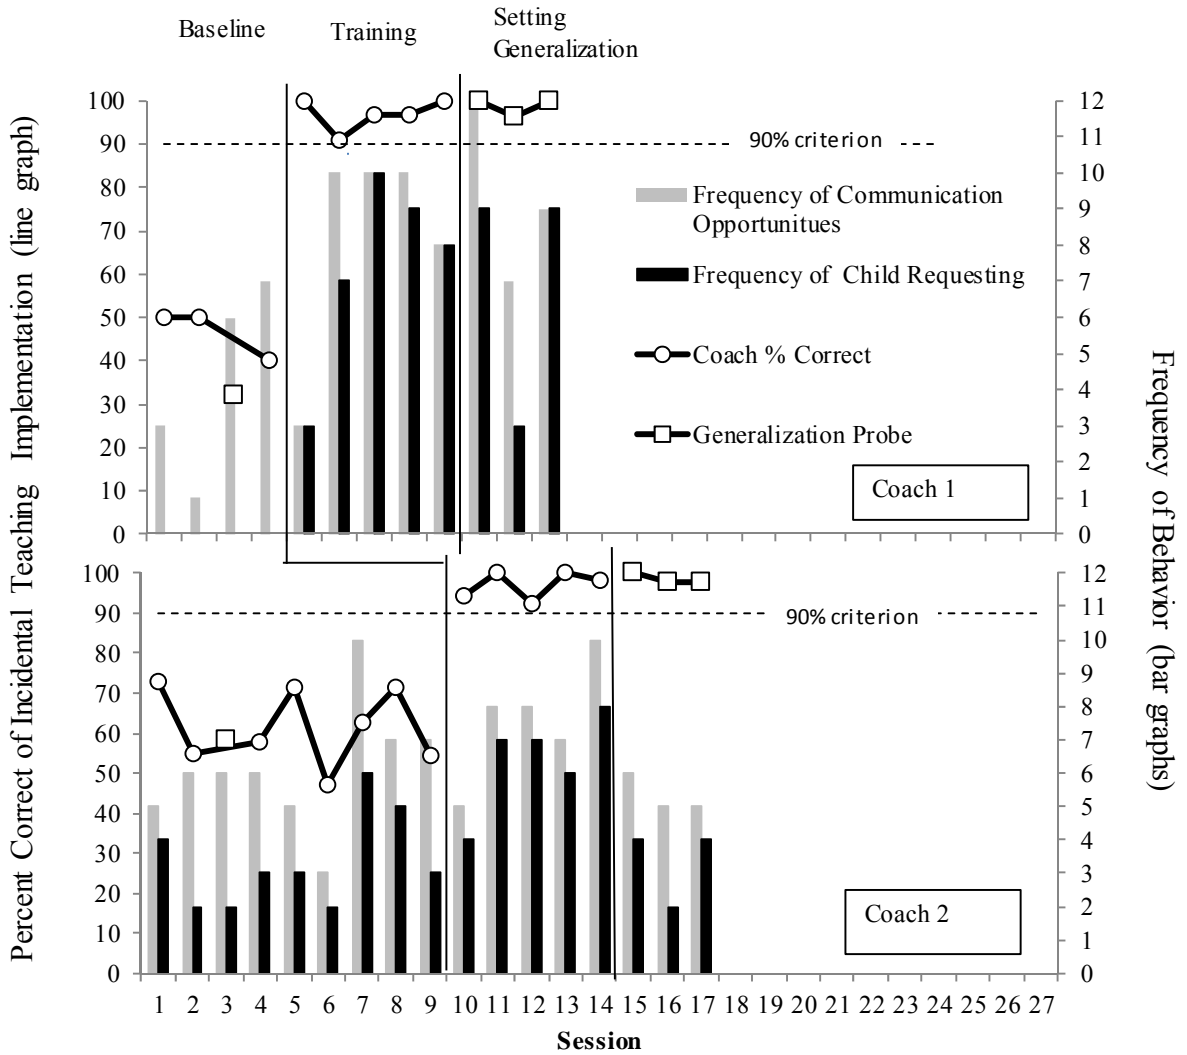 Baseline
Training
Setting
Generalization
Percent Correct of Incidental Teaching Implementation (line graph)
100
90
80
70
60
50
40
30
20
10
0
90% criterion
Frequency of Communication
Opportunitues
Frequency of Child Requesting
Coach % Correct
Generalization Probe
Coach 1
12
11
10
9
8
7
6
5
4
3
2
1
0
Frequency of Behavior (bar graphs)
100
90
80
70
60
50
40
30
20
10
0
90% criterion
Coach 2
12
11
10
9
8
7
6
5
4
3
2
1
0
1 2 3 4 5 6 7 8 9 10 11 12 13 14 15 16 17 18 19 20 21 22 23 24 25 26 27
Session